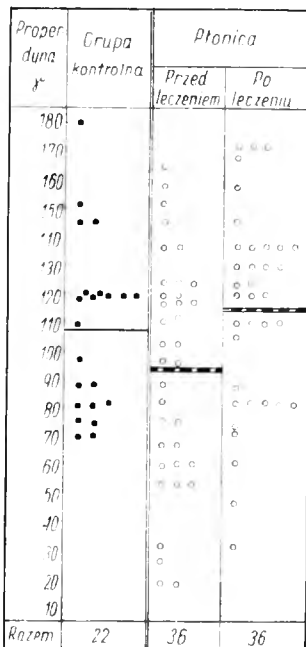 Proper
duna
γ
Grupa
kontrolna
Płonica
Przed
leczeniem
Po
leczeniu
180
170
160
150
140
130
120
110
100
90
80
70
60
50
40
30
20
10
Razem 22 36 36